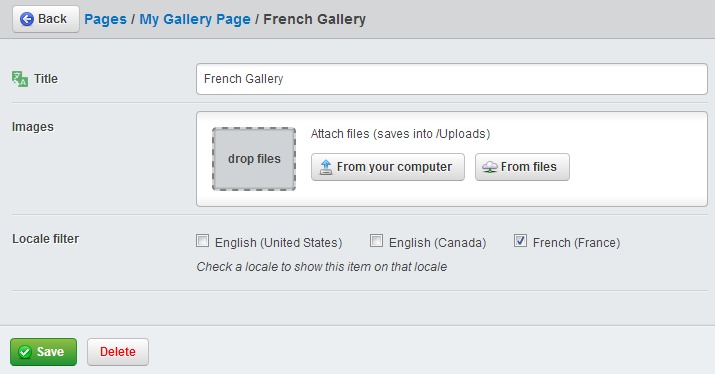 Back Pages / My Gallery Page / French Gallery
Title French Gallery
Images
Attach files (saves into /Uploads)
drop files From your computer From files
Locale filter English (United States) English (Canada) French (France)
Check a locale to show this item on that locale
Save Delete